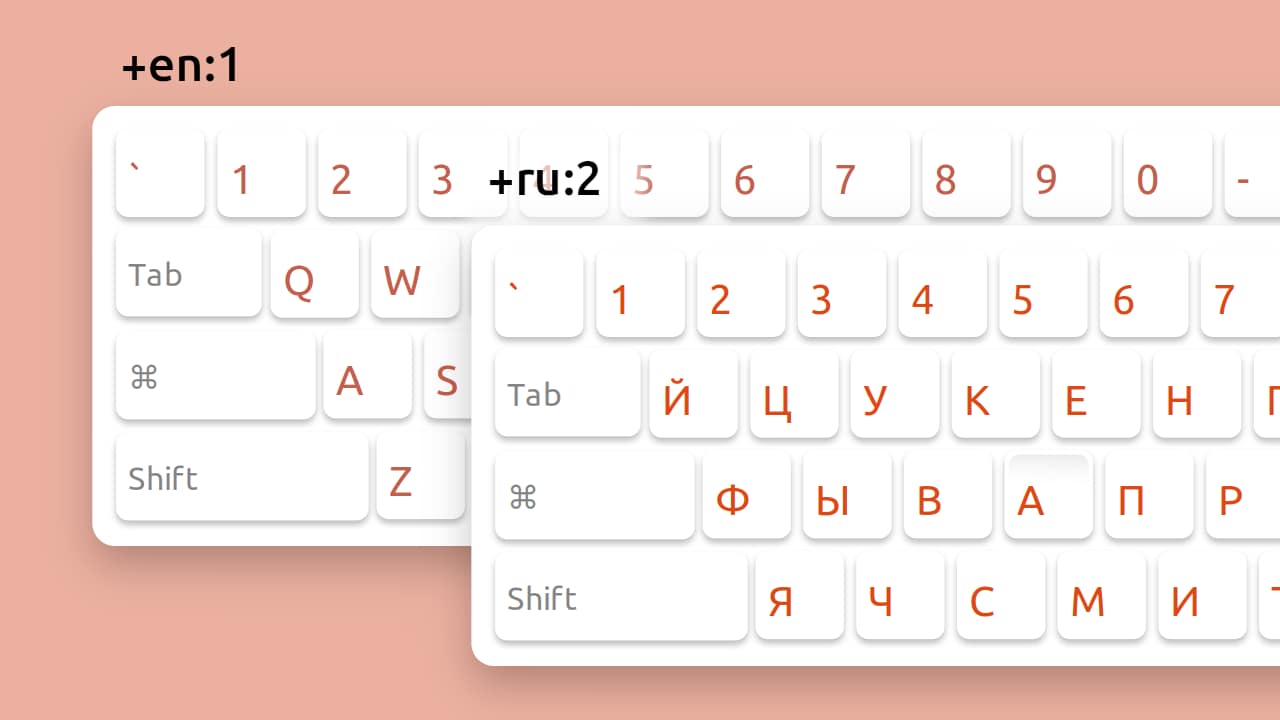 +en:1
` 1 2 3 4 5 6 7 8 9 0 -
+ru:2
Tab Q W
⌘ A S
Shift Z
` 1 2 3 4 5 6 7
Tab Й Ц У К Е Н
⌘ Ф Ы В А П Р
Shift Я Ч С М И